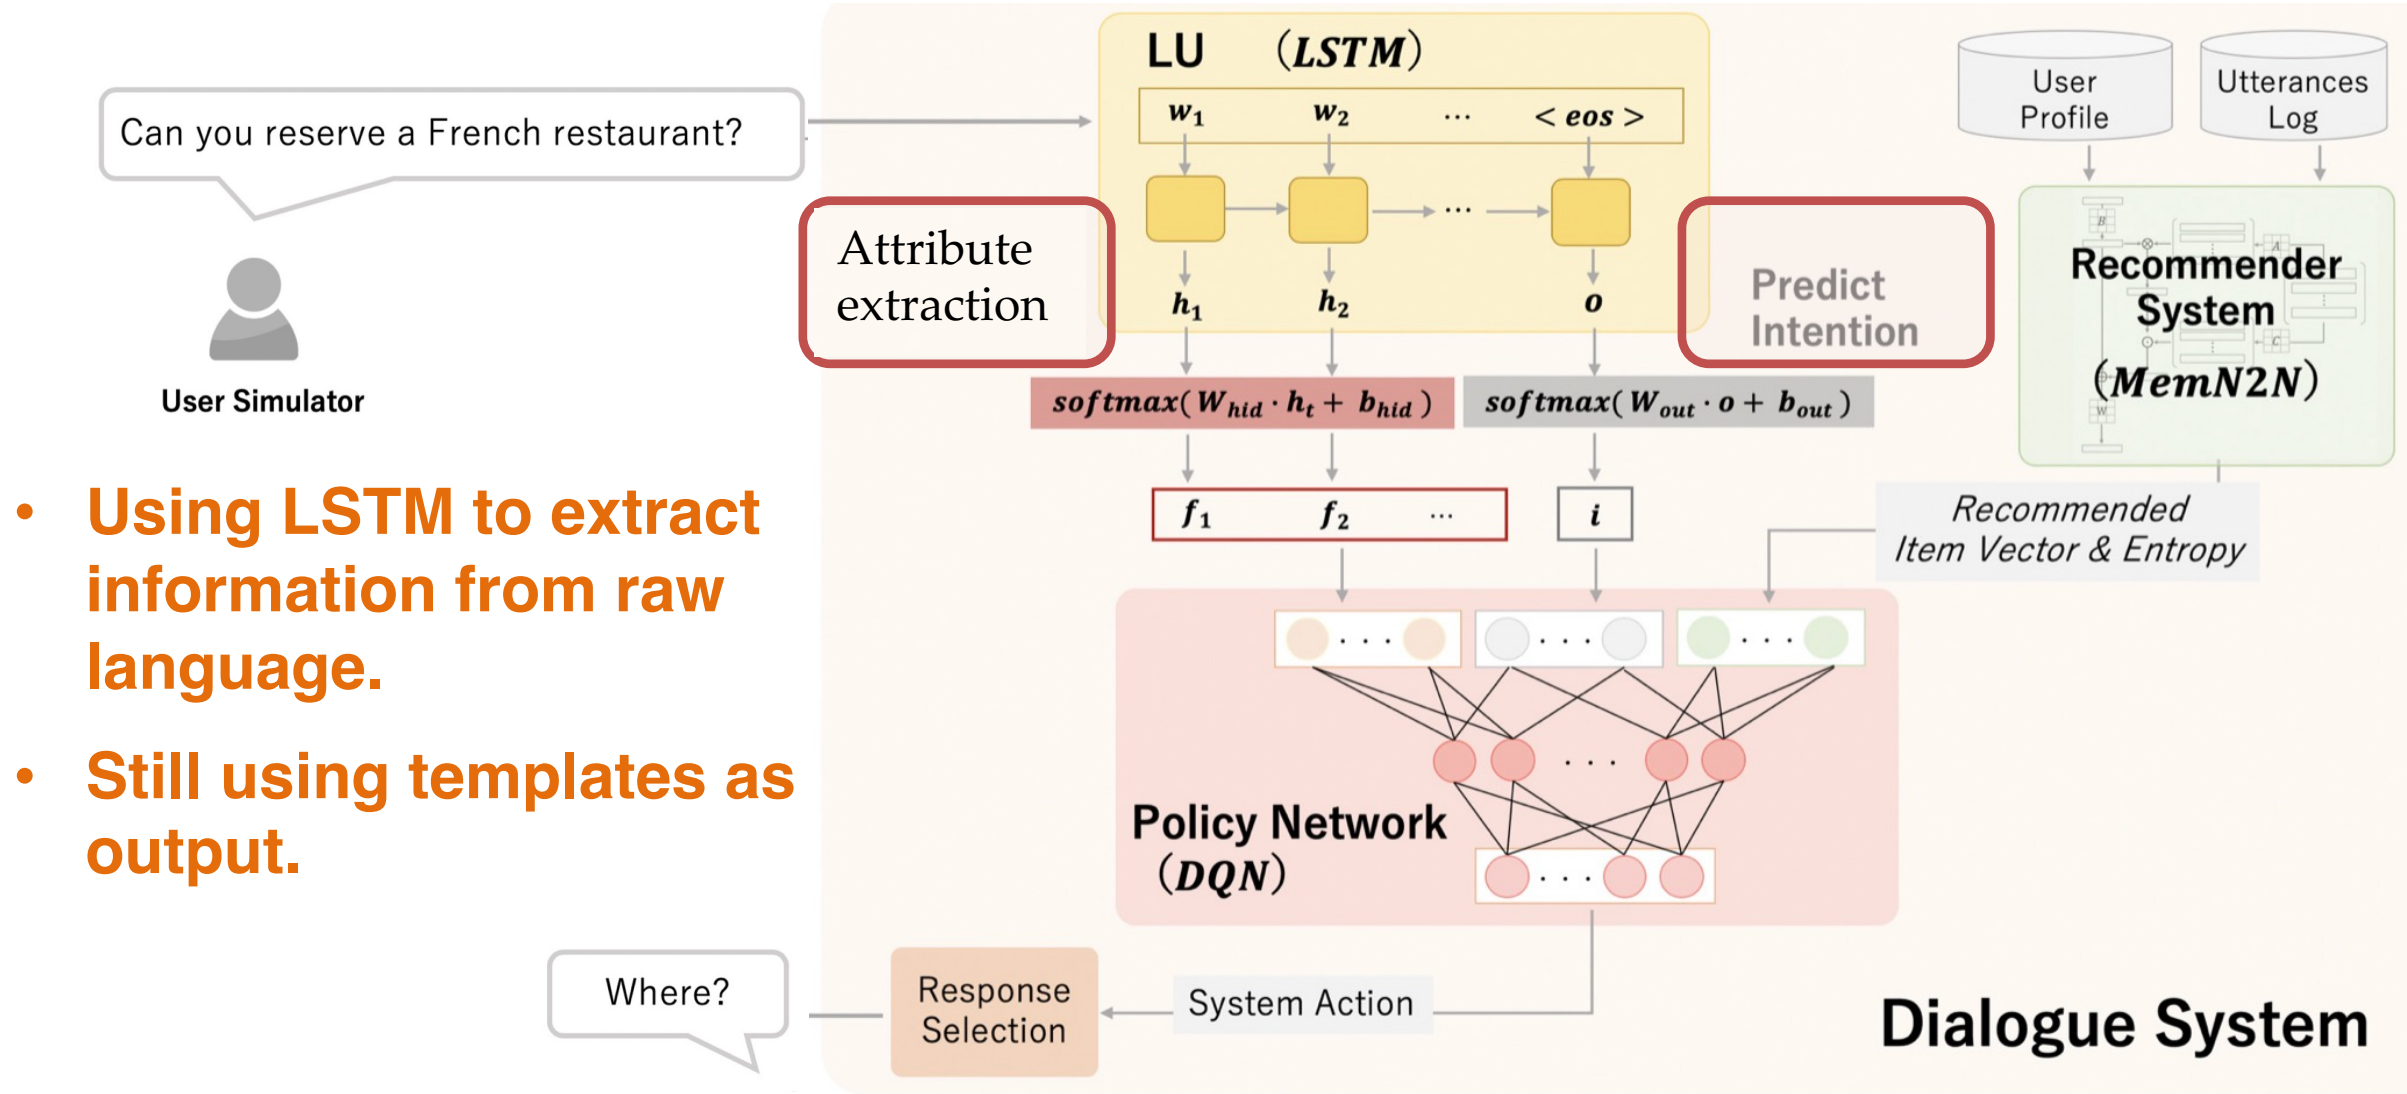 LU (LSTM)
w1 w2 ... < eos >
Can you reserve a French restaurant?
User
Profile
Utterances
Log
Attribute
extraction
h1 h2 o
Predict
Intention
B
A
C
W
Recommender
System
(MemN2N)
User Simulator
softmax( Whid · ht + bhid )
softmax( Wout · o + bout )
f1 f2 ...
i
Recommended
Item Vector & Entropy
• Using LSTM to extract
information from raw
language.
• Still using templates as
output.
Policy Network
(DQN)
Where?
Response
Selection
System Action
Dialogue System